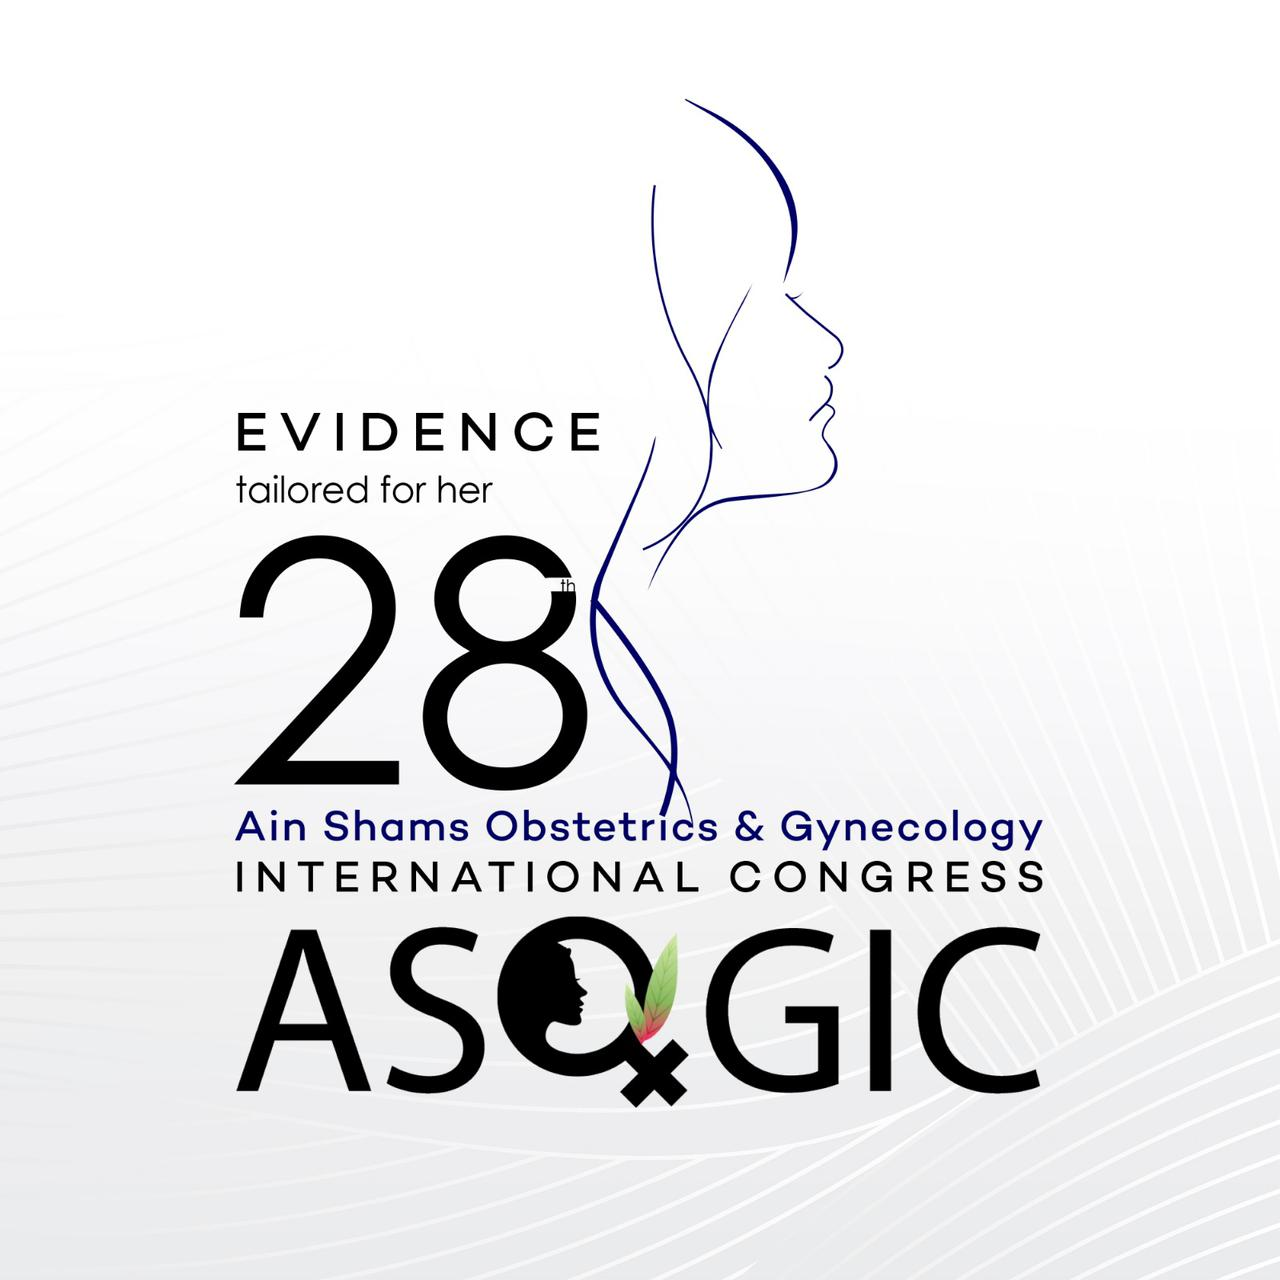 EVIDENCE
tailored for her
28th
Ain Shams Obstetrics & Gynecology
INTERNATIONAL CONGRESS
ASOGIC